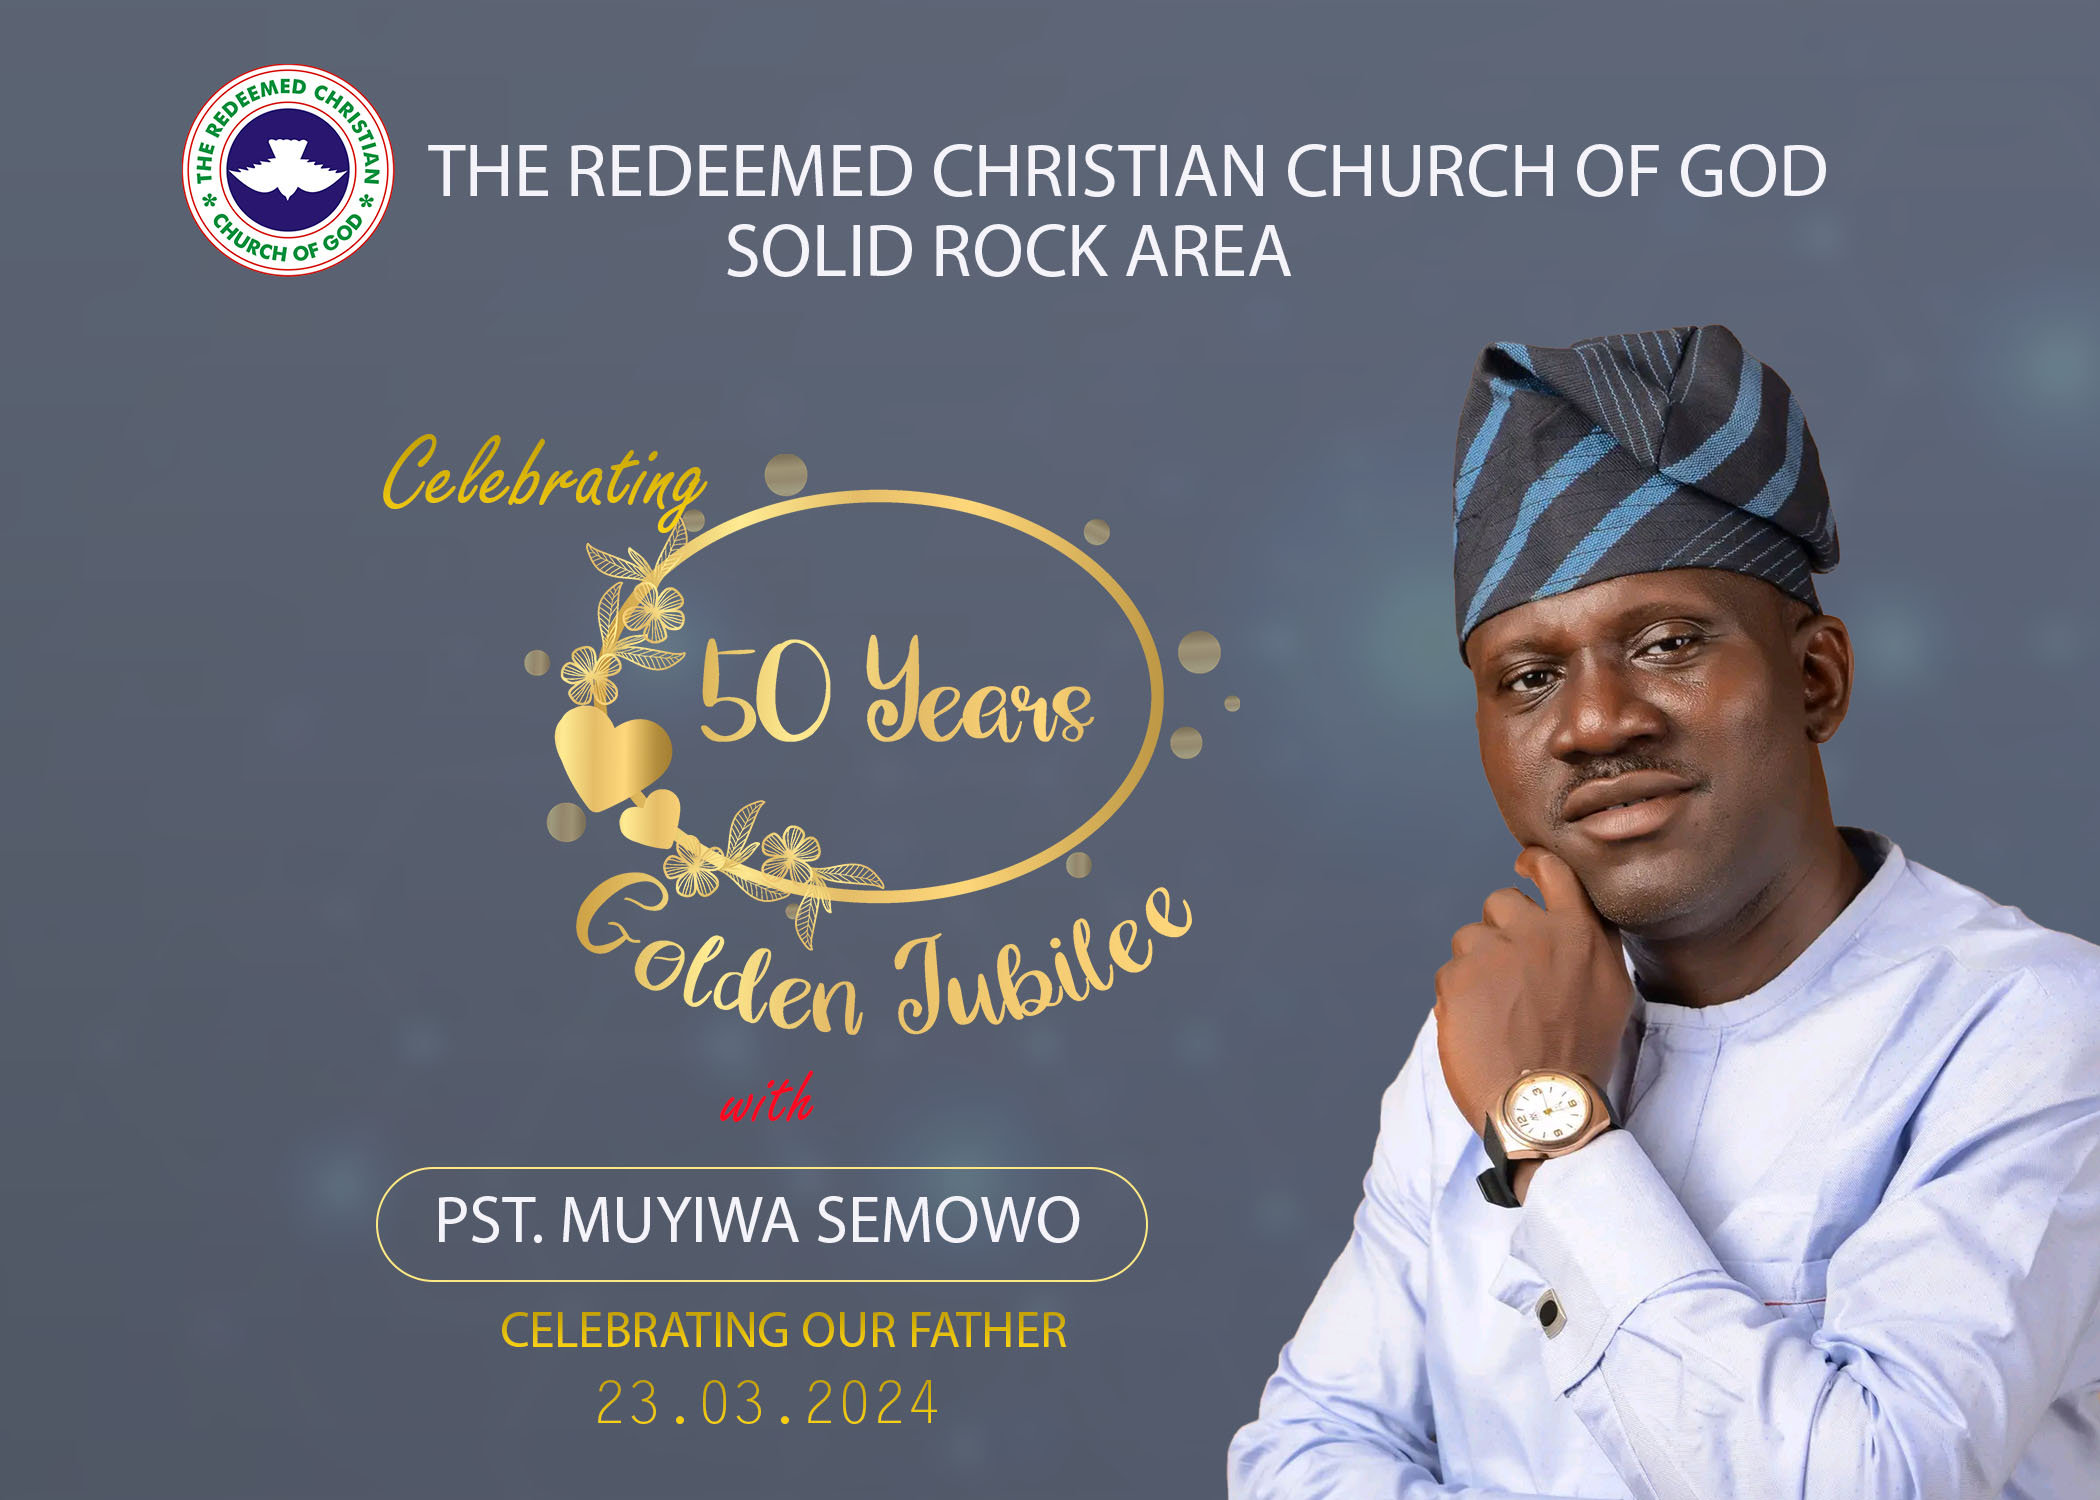 THE REDEEMED CHRISTIAN
CHURCH OF GOD
THE REDEEMED CHRISTIAN CHURCH OF GOD
SOLID ROCK AREA
Celebrating
50 Years
Golden Jubilee
with
PST. MUYIWA SEMOWO
CELEBRATING OUR FATHER
23.03.2024